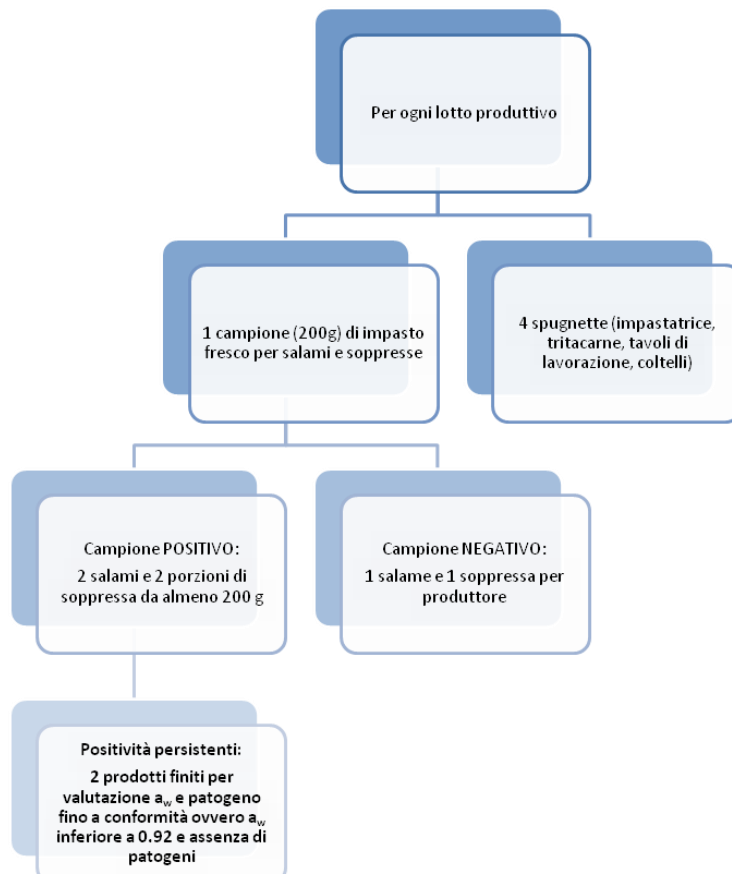 Per ogni lotto produttivo
1 campione (200g) di impasto
fresco per salami e soppresse
4 spugnette (impastatrice,
tritacarne, tavoli di
lavorazione, coltelli)
Campione POSITIVO:
2 salami e 2 porzioni di
soppressa da almeno 200 g
Campione NEGATIVO:
1 salame e 1 soppressa per
produttore
Positività persistenti:
2 prodotti finiti per
valutazione aw e patogeno
fino a conformità ovvero aw
inferiore a 0.92 e assenza di
patogeni